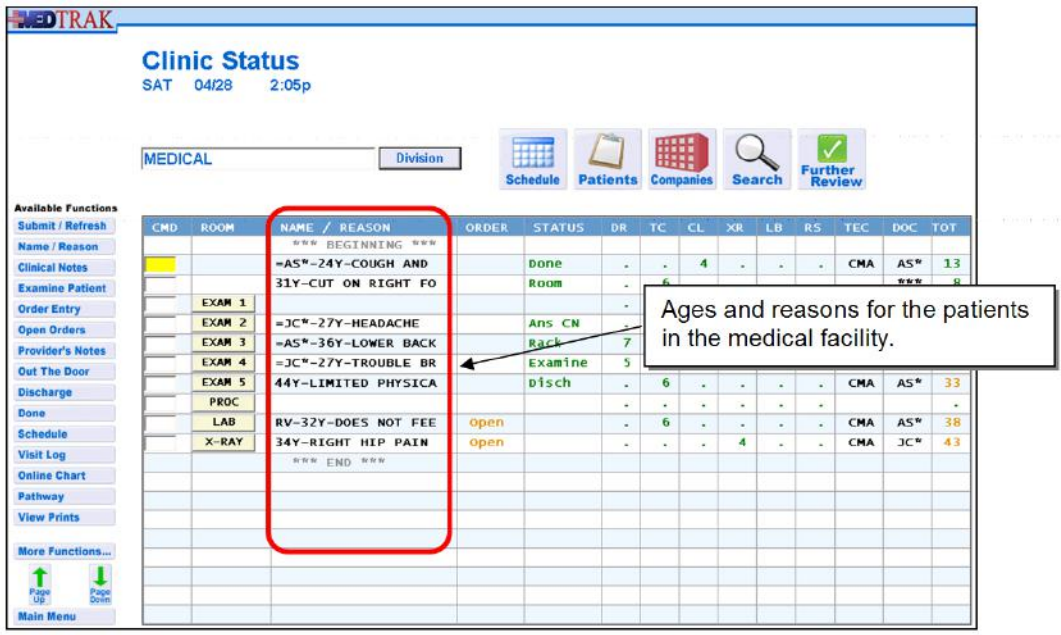 MEDTRAK
Clinic Status
SAT 04/28 2:05p
MEDICAL Division
Schedule Patients Companies Search Further Review
Available Functions
Submit / Refresh
Name / Reason
Clinical Notes
Examine Patient
Order Entry
Open Orders
Provider's Notes
Out The Door
Discharge
Done
Schedule
Visit Log
Online Chart
Pathway
View Prints
More Functions...
Page Up Page Down
Main Menu
CMD ROOM NAME / REASON ORDER STATUS DR TC CL XR LB RS TEC DOC TOT
*** BEGINNING ***
=AS*-24Y-COUGH AND Done . . 4 . . . CMA AS* 13
31Y-CUT ON RIGHT FO Room . 6 *** 8
EXAM 1 .
EXAM 2 =JC*-27Y-HEADACHE Ans CN .
EXAM 3 =AS*-36Y-LOWER BACK Rack 7
EXAM 4 =JC*-27Y-TROUBLE BR Examine 5
EXAM 5 44Y-LIMITED PHYSICA Disch . 6 . . . . CMA AS* 33
PROC . . . . . . .
LAB RV-32Y-DOES NOT FEE Open . 6 . . . . CMA AS* 38
X-RAY 34Y-RIGHT HIP PAIN Open . . . 4 . . CMA JC* 43
*** END ***
Ages and reasons for the patients
in the medical facility.